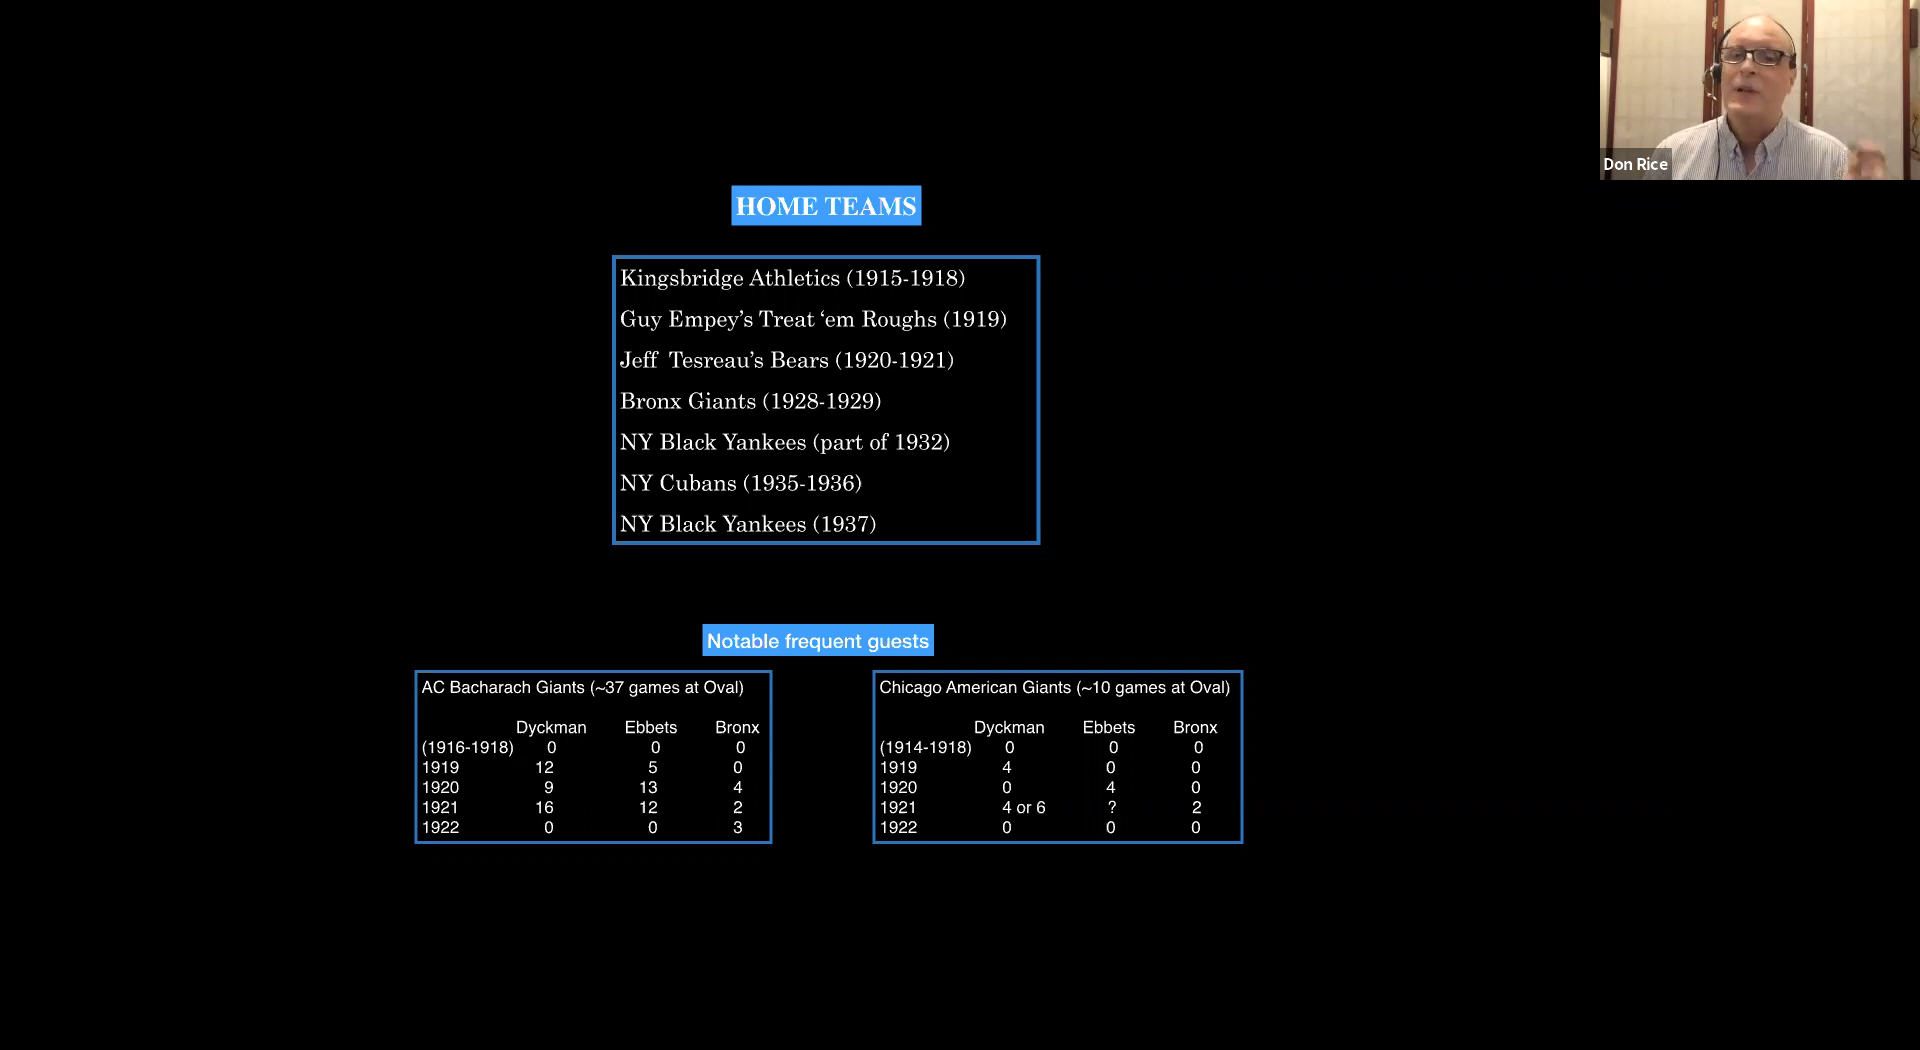 Don Rice
HOME TEAMS
Kingsbridge Athletics (1915-1918)
Guy Empey’s Treat ‘em Roughs (1919)
Jeff  Tesreau’s Bears (1920-1921)
Bronx Giants (1928-1929)
NY Black Yankees (part of 1932)
NY Cubans (1935-1936)
NY Black Yankees (1937)
Notable frequent guests
AC Bacharach Giants (~37 games at Oval)
Dyckman Ebbets Bronx
(1916-1918) 0 0 0
1919 12 5 0
1920 9 13 4
1921 16 12 2
1922 0 0 3
Chicago American Giants (~10 games at Oval)
Dyckman Ebbets Bronx
(1914-1918) 0 0 0
1919 4 0 0
1920 0 4 0
1921 4 or 6 ? 2
1922 0 0 0